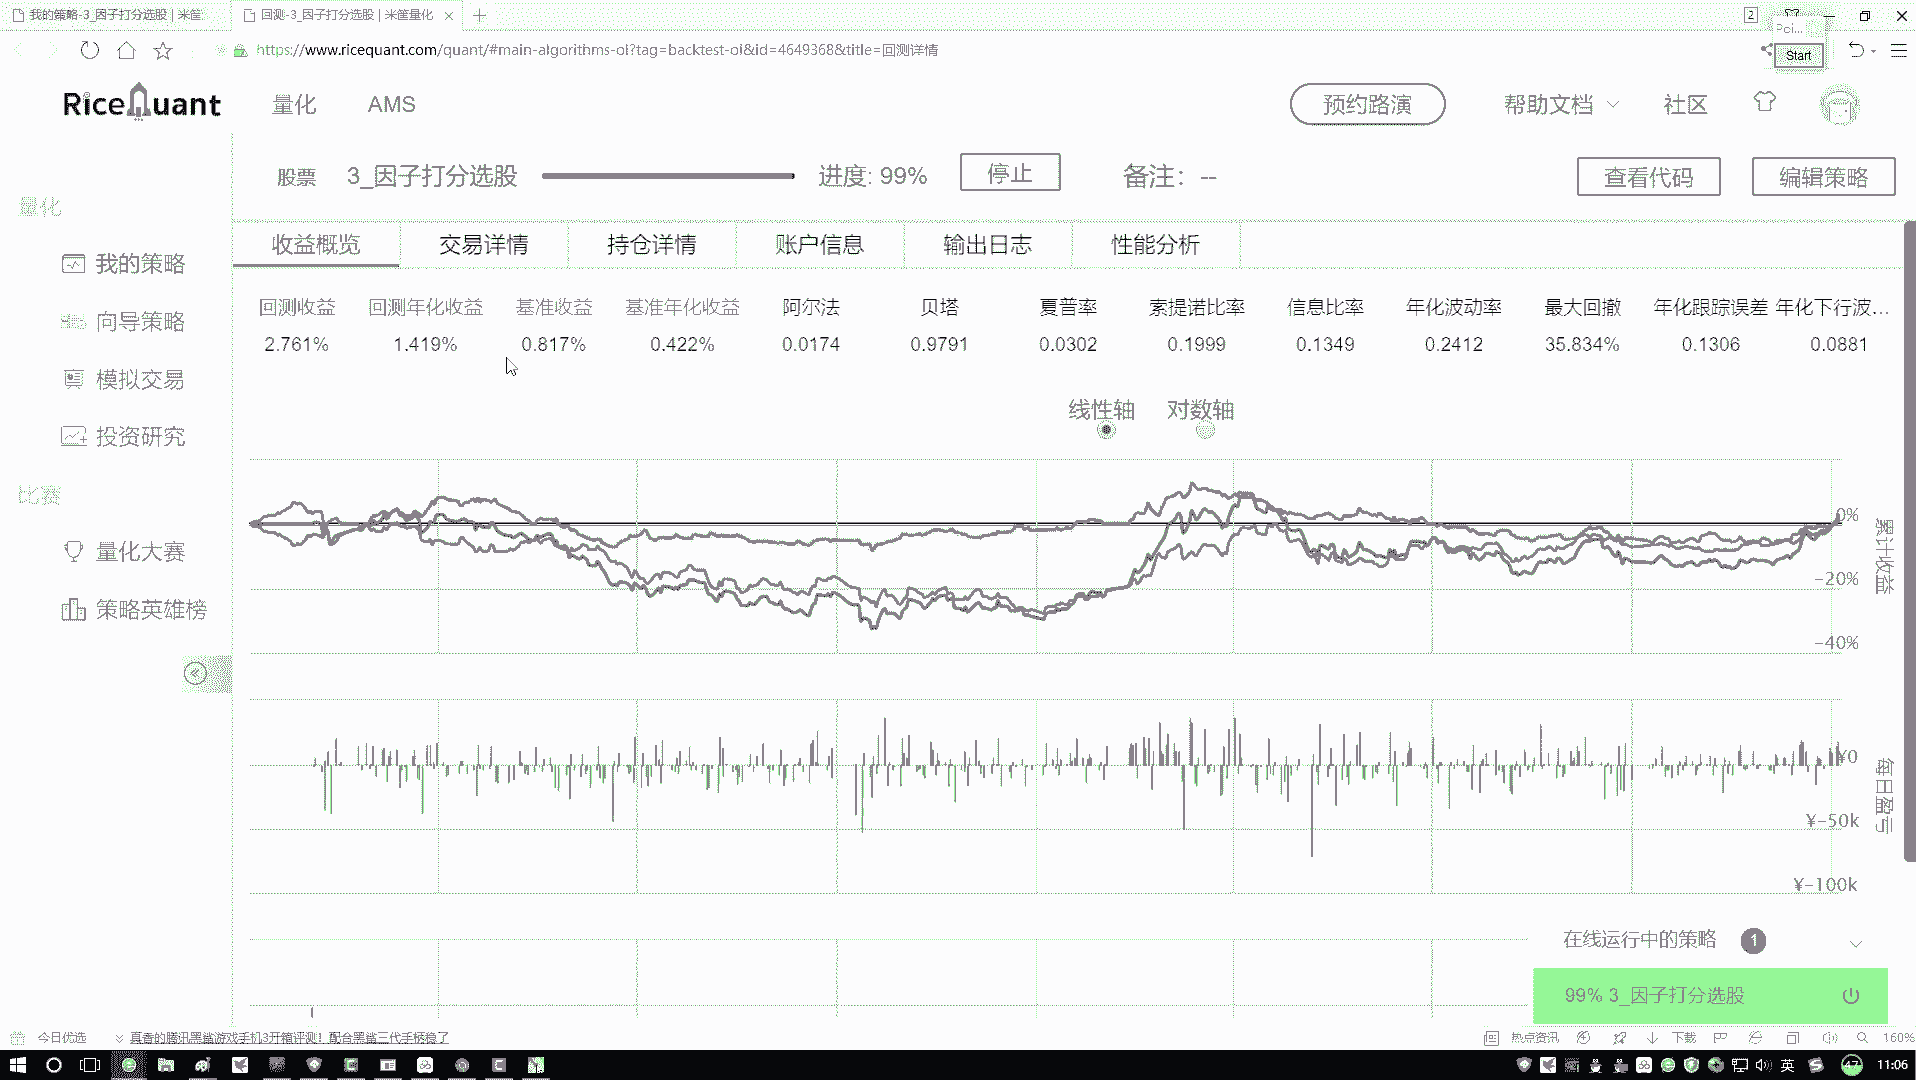 我的策略-3_因子打分选股 | 米筐
回测-3_因子打分选股 | 米筐量化
2
https://www.ricequant.com/quant/#main-algorithms-ol?tag=backtest-ol&id=4649368&title=回测详情
Start
RiceQuant
量化
AMS
预约路演
帮助文档
社区
股票
3_因子打分选股
进度: 99%
停止
备注：--
查看代码
编辑策略
量化
我的策略
向导策略
模拟交易
投资研究
比赛
量化大赛
策略英雄榜
收益概览
交易详情
持仓详情
账户信息
输出日志
性能分析
回测收益 回测年化收益 基准收益 基准年化收益 阿尔法 贝塔 夏普率 索提诺比率 信息比率 年化波动率 最大回撤 年化跟踪误差 年化下行波...
2.761% 1.419% 0.817% 0.422% 0.0174 0.9791 0.0302 0.1999 0.1349 0.2412 35.834% 0.1306 0.0881
线性轴 对数轴
0%
-20%
-40%
累计收益
¥0
¥-50k
¥-100k
每日盈亏
在线运行中的策略 1
99% 3_因子打分选股
今日优选
真香的腾讯黑鲨游戏手机3开箱评测！配合黑鲨三代手柄稳了
热点资讯
下载
160%
英
47
11:06